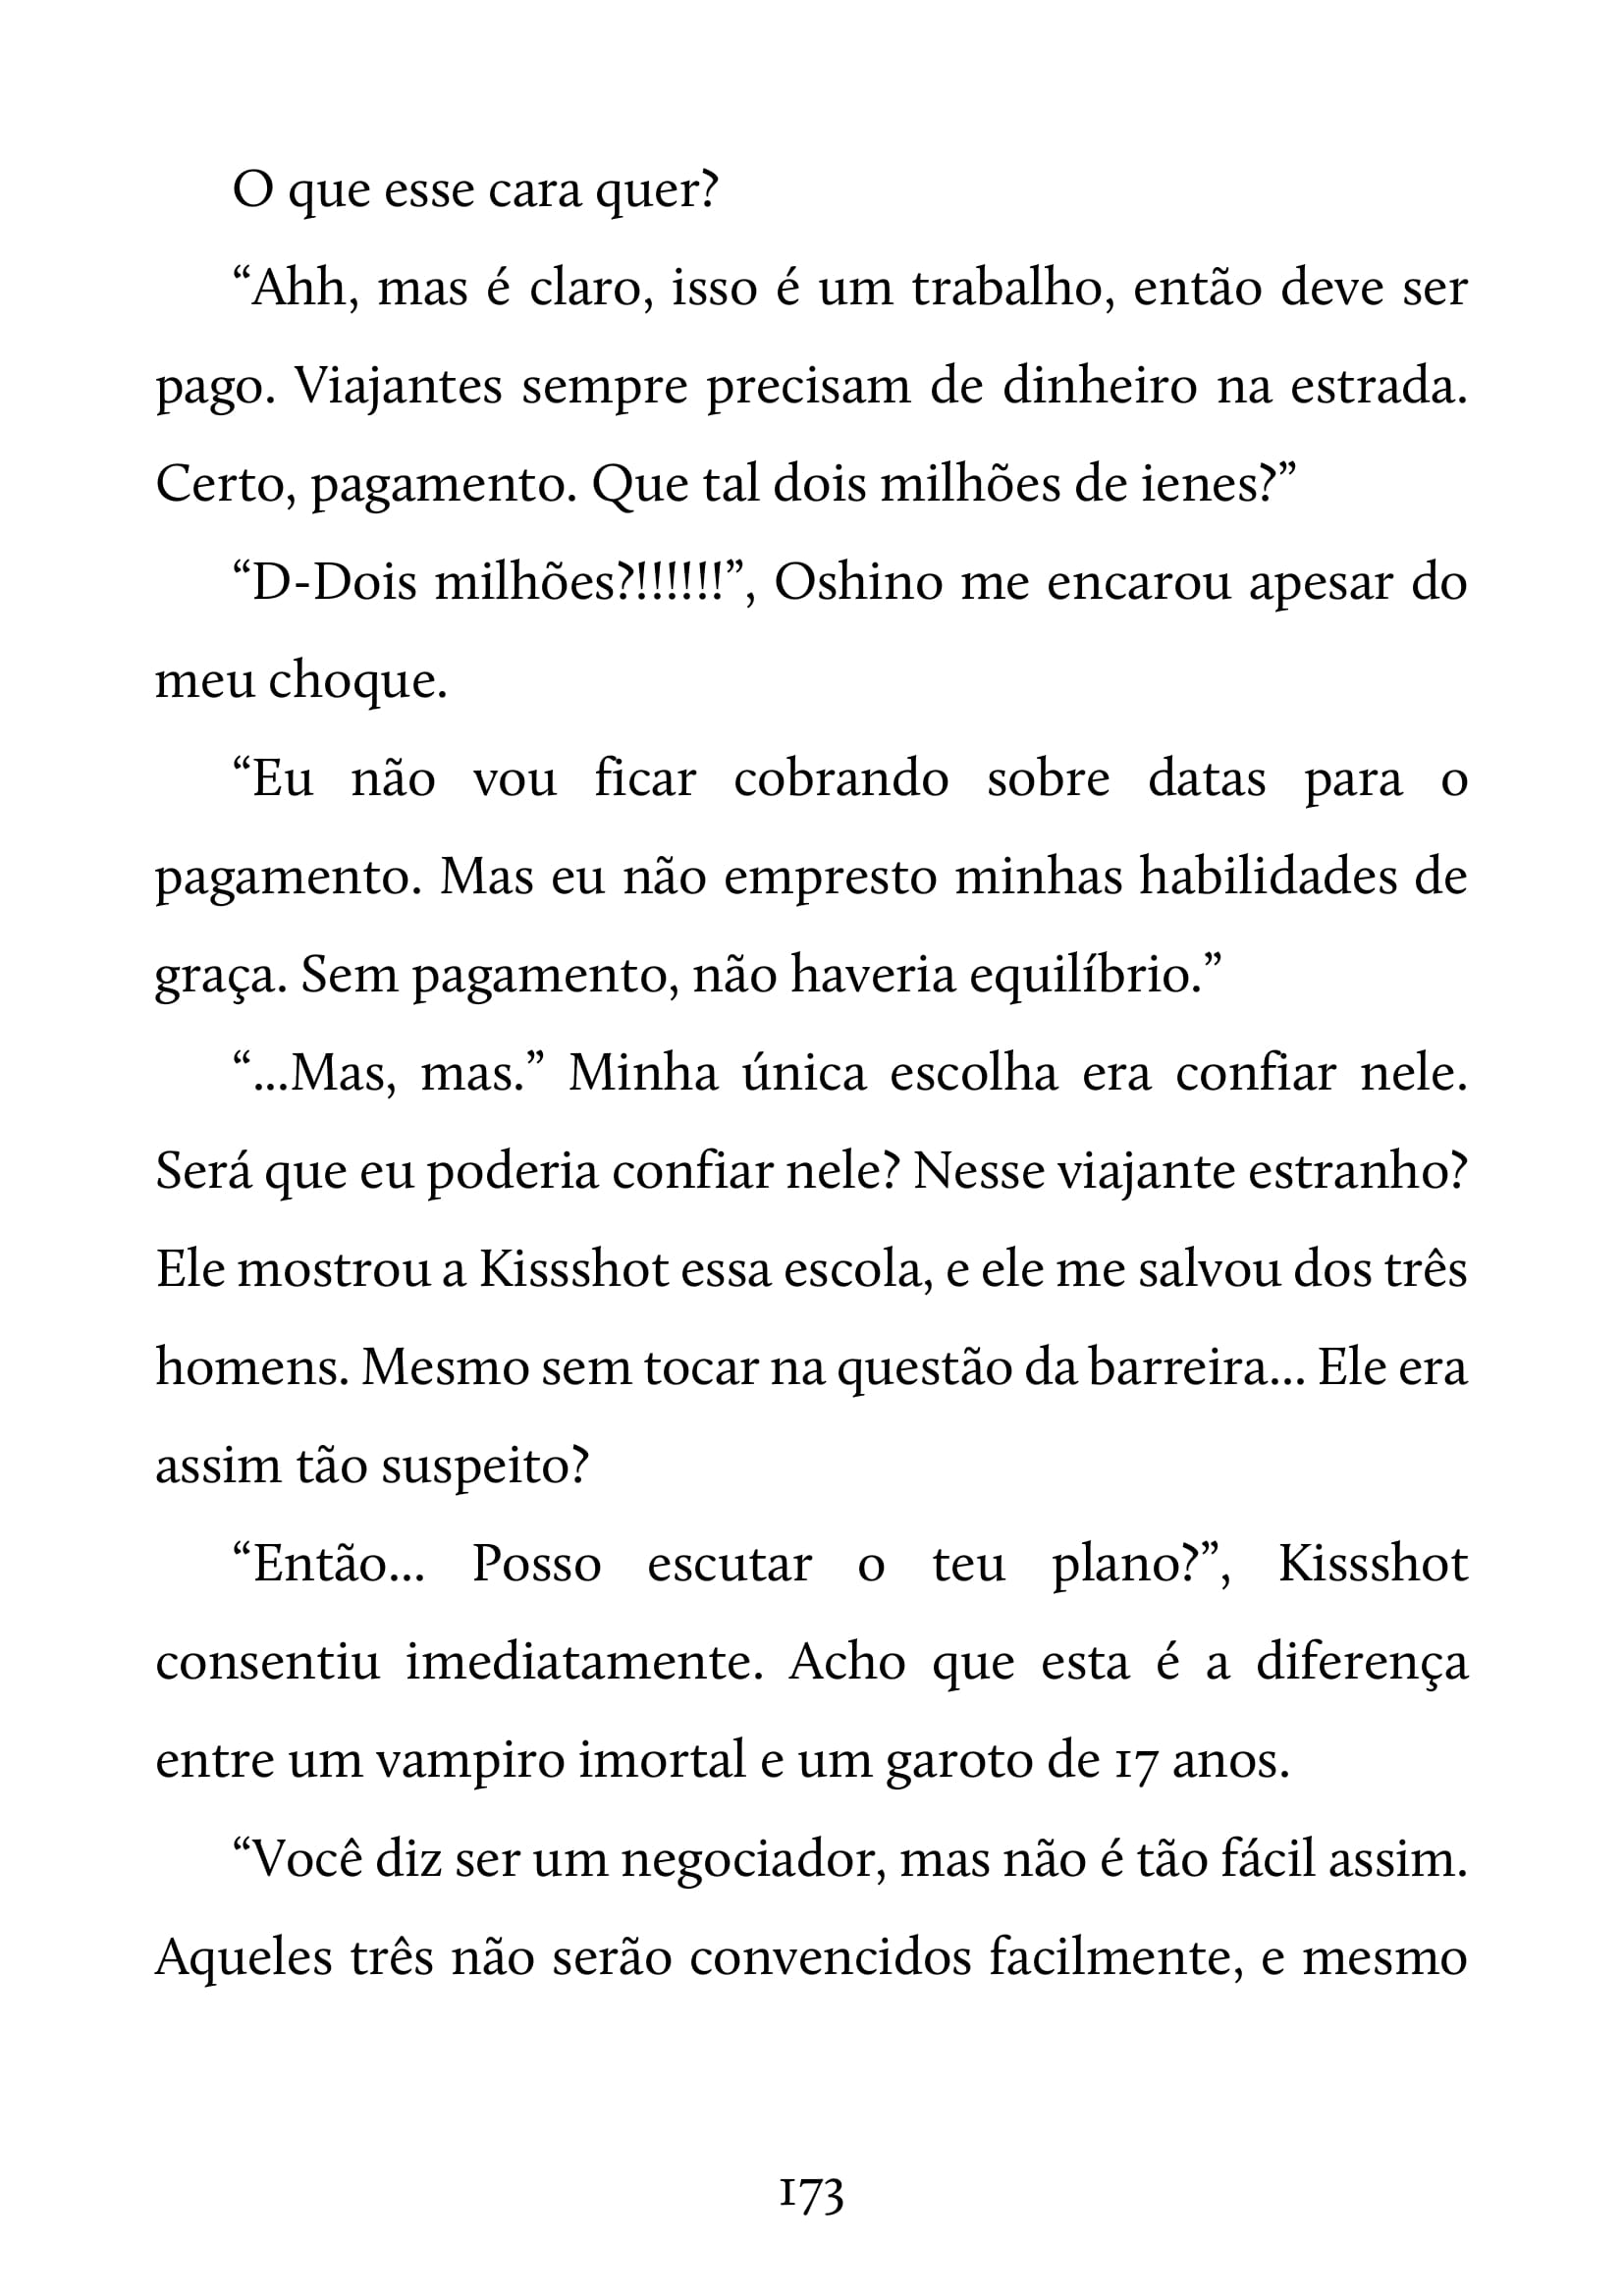 O que esse cara quer?
“Ahh, mas é claro, isso é um trabalho, então deve ser
pago. Viajantes sempre precisam de dinheiro na estrada.
Certo, pagamento. Que tal dois milhões de ienes?”
“D-Dois milhões?!!!!!!”, Oshino me encarou apesar do
meu choque.
“Eu não vou ficar cobrando sobre datas para o
pagamento. Mas eu não empresto minhas habilidades de
graça. Sem pagamento, não haveria equilíbrio.”
“...Mas, mas.” Minha única escolha era confiar nele.
Será que eu poderia confiar nele? Nesse viajante estranho?
Ele mostrou a Kissshot essa escola, e ele me salvou dos três
homens. Mesmo sem tocar na questão da barreira... Ele era
assim tão suspeito?
“Então... Posso escutar o teu plano?”, Kissshot
consentiu imediatamente. Acho que esta é a diferença
entre um vampiro imortal e um garoto de 17 anos.
“Você diz ser um negociador, mas não é tão fácil assim.
Aqueles três não serão convencidos facilmente, e mesmo
173